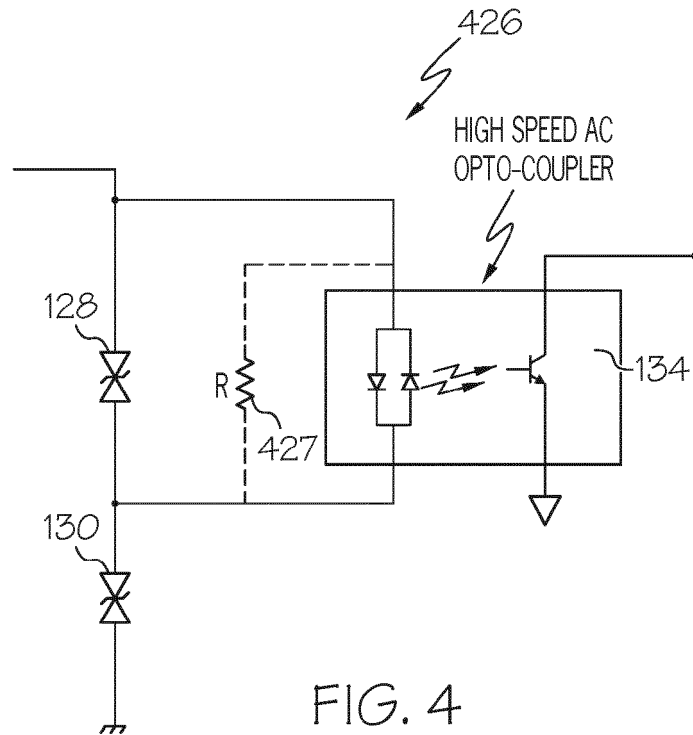 426
HIGH SPEED AC
OPTO-COUPLER
128
134
R
427
130
FIG. 4